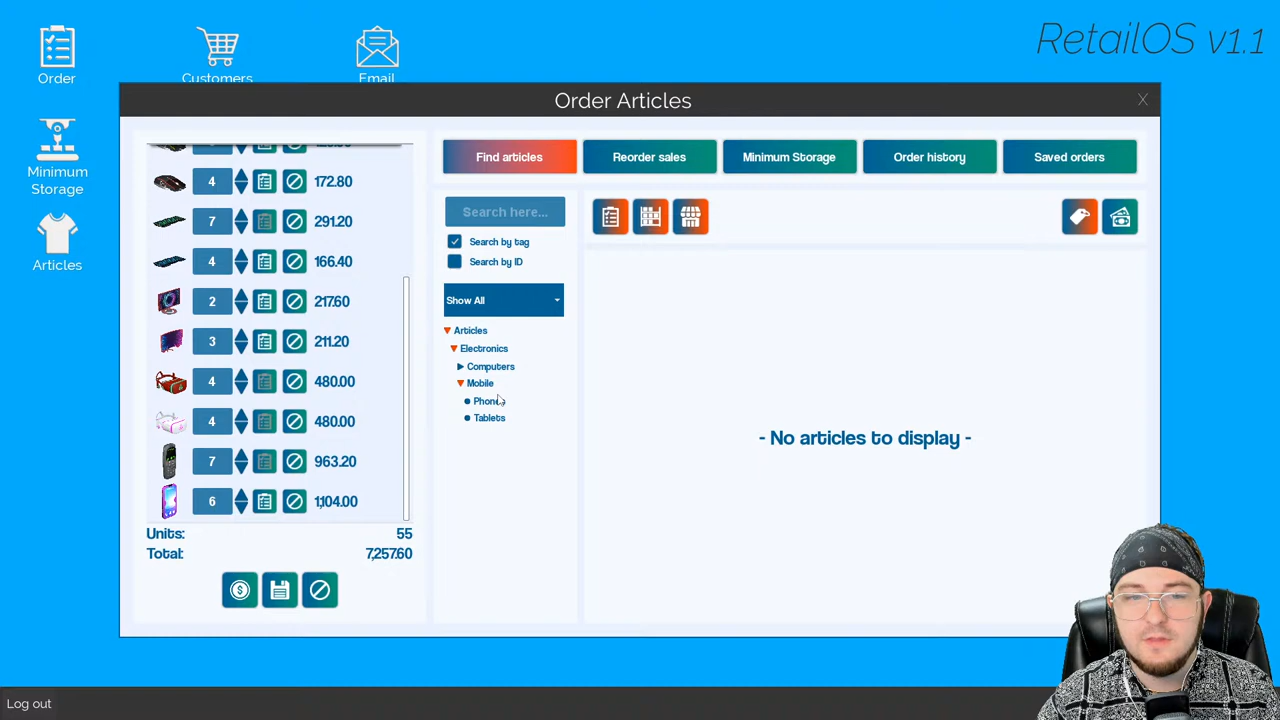 RetailOS v1.1
Order
Customers
Email
Minimum
Storage
Articles
Order Articles
X
Find articles
Reorder sales
Minimum Storage
Order history
Saved orders
4
172.80
7
291.20
4
166.40
2
217.60
3
211.20
4
480.00
4
480.00
7
963.20
6
1,104.00
Units:
55
Total:
7,257.60
Search here...
Search by tag
Search by ID
Show All
Articles
Electronics
Computers
Mobile
Phones
Tablets
- No articles to display -
Log out